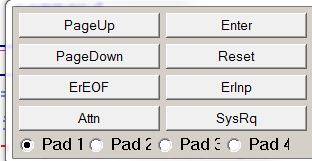 PageUp Enter
PageDown Reset
ErEOF ErInp
Attn SysRq
Pad 1 Pad 2 Pad 3 Pad 4